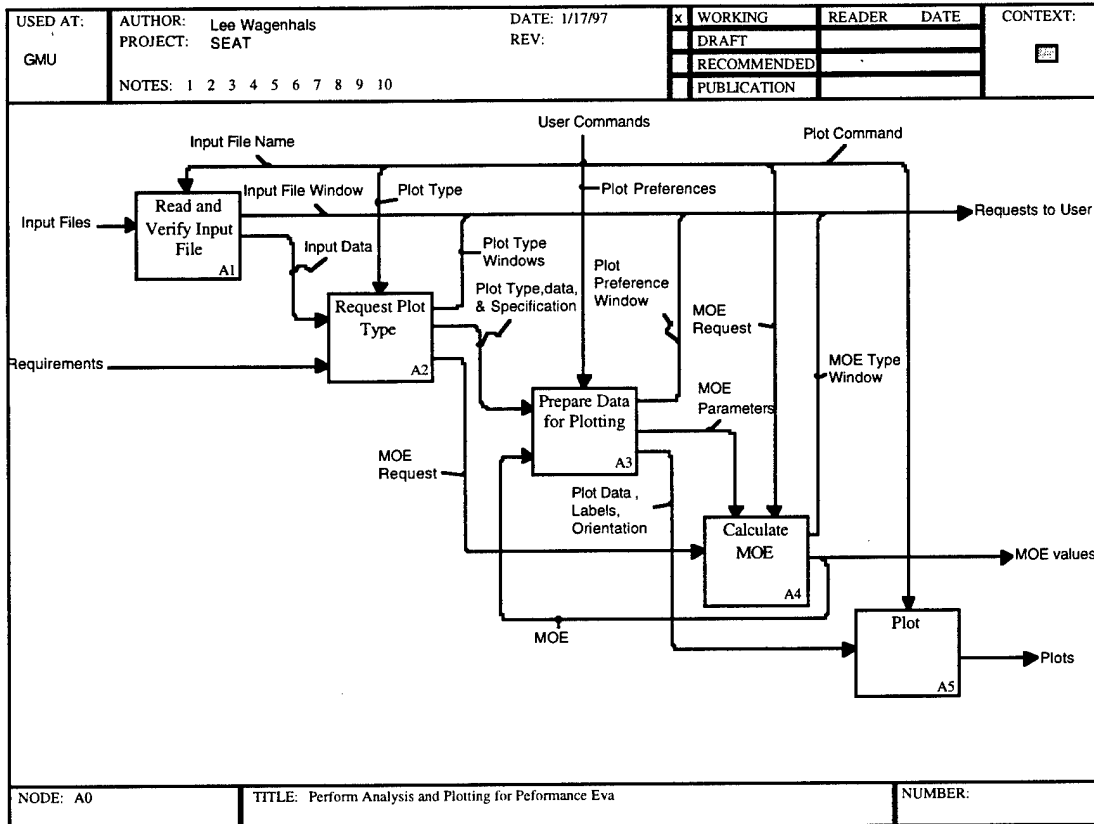 USED AT:
GMU
AUTHOR: Lee Wagenhals
PROJECT: SEAT
NOTES: 1 2 3 4 5 6 7 8 9 10
DATE: 1/17/97
REV:
x WORKING
DRAFT
RECOMMENDED
PUBLICATION
READER DATE
CONTEXT:
User Commands
Input File Name
Plot Command
Input File Window
Plot Type
Plot Preferences
Input Files
Read and
Verify Input
File
A1
Requests to User
Input Data
Plot Type
Windows
Plot Type,data,
& Specification
Plot
Preference
Window
MOE
Request
Request Plot
Type
A2
Requirements
MOE Type
Window
Prepare Data
for Plotting
A3
MOE
Parameters
MOE
Request
Plot Data ,
Labels,
Orientation
Calculate
MOE
A4
MOE values
MOE
Plot
A5
Plots
NODE: A0
TITLE: Perform Analysis and Plotting for Peformance Eva
NUMBER: